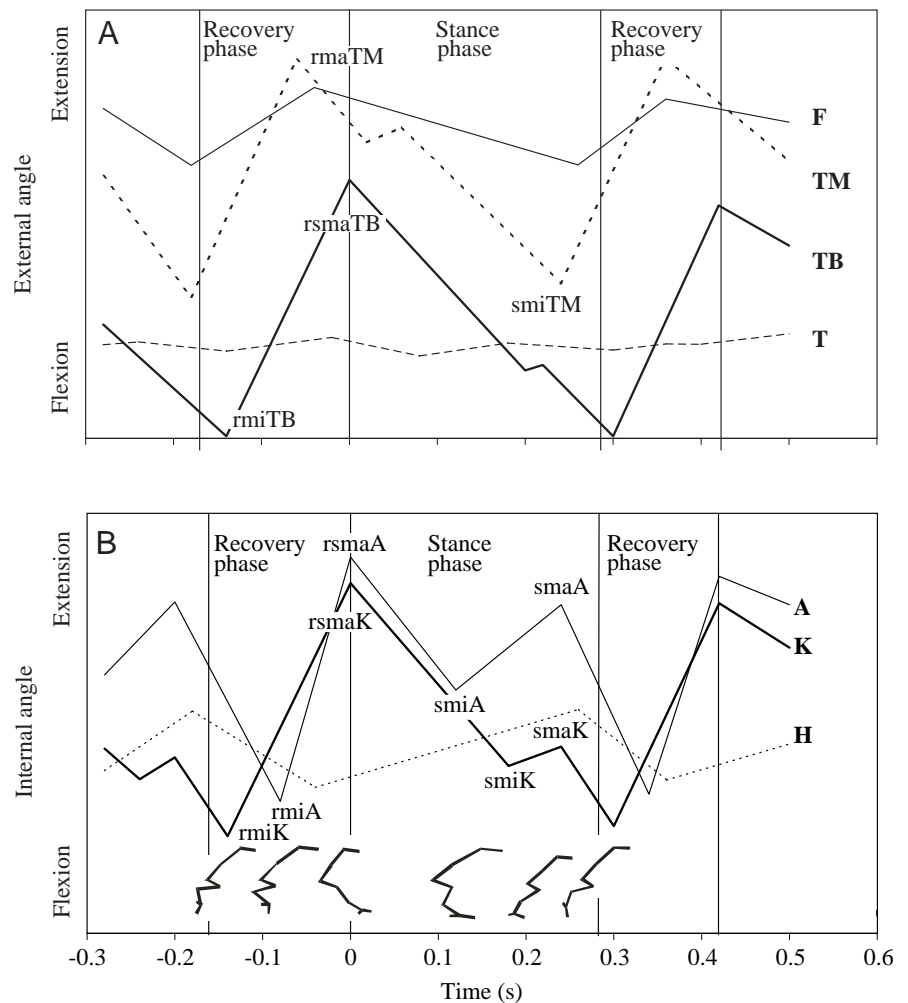 A
Recovery
phase
Stance
phase
Recovery
phase
rmaTM
Extension
External angle
Flexion
F
TM
TB
T
rsmaTB
smiTM
rmiTB
B
Recovery
phase
rsmaA
Stance
phase
Recovery
phase
smaA
Extension
Internal angle
Flexion
A
K
H
rsmaK
smiA
smaK
smiK
rmiA
rmiK
-0.3 -0.2 -0.1 0 0.1 0.2 0.3 0.4 0.5 0.6
Time (s)